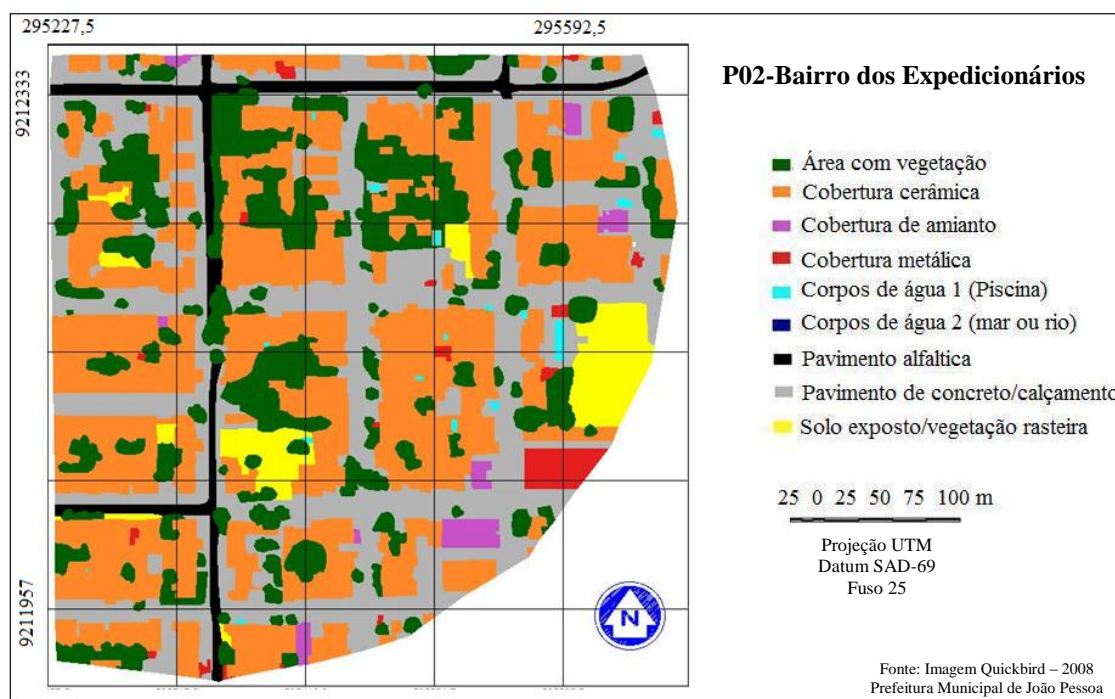 295227,5 295592,5
9212333
9211957
P02-Bairro dos Expedicionários
Área com vegetação
Cobertura cerâmica
Cobertura de amianto
Cobertura metálica
Corpos de água 1 (Piscina)
Corpos de água 2 (mar ou rio)
Pavimento alfaltica
Pavimento de concreto/calçamento
Solo exposto/vegetação rasteira
25 0 25 50 75 100 m
Projeção UTM
Datum SAD-69
Fuso 25
N
Fonte: Imagem Quickbird – 2008
Prefeitura Municipal de João Pessoa